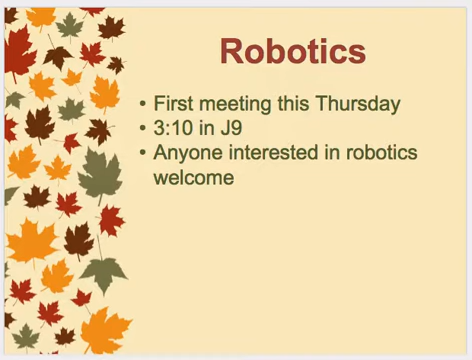 Robotics
• First meeting this Thursday
• 3:10 in J9
• Anyone interested in robotics
welcome